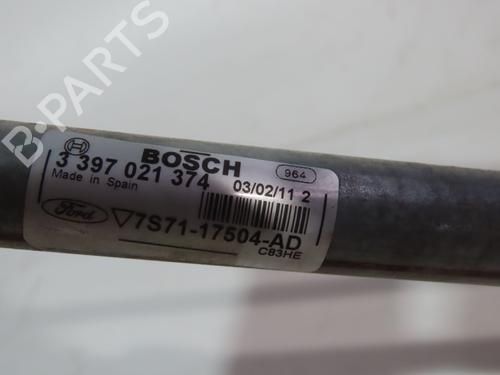 B-PARTS
BOSCH
964
3 397 021 374
03/02/11 2
Made in Spain
Ford
7S71-17504-AD
C83HE